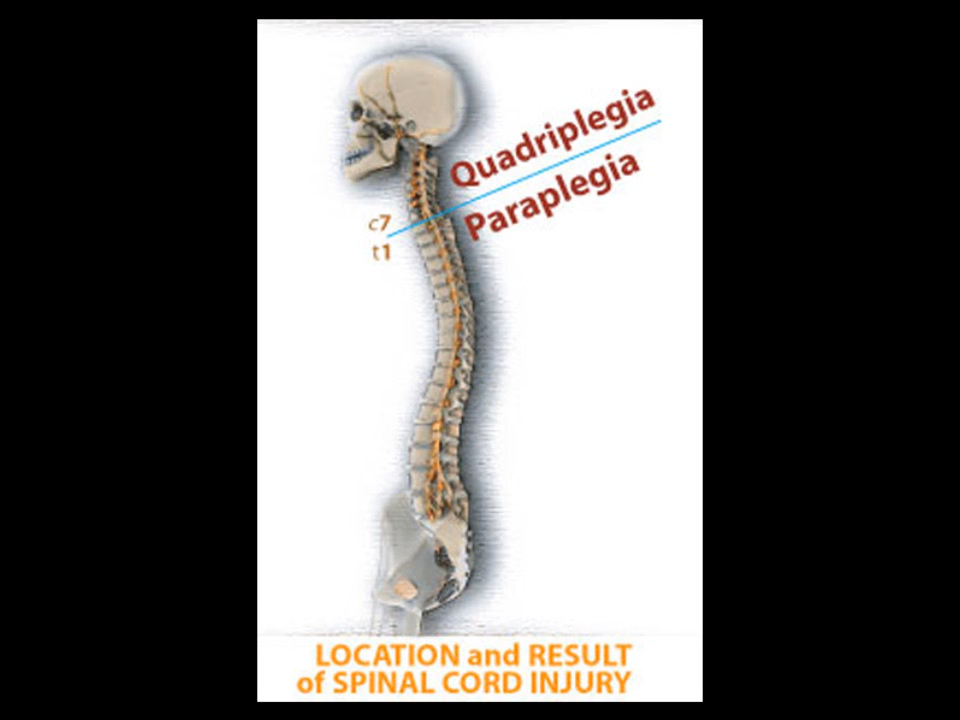 Quadriplegia
Paraplegia
c7
t1
LOCATION and RESULT
of SPINAL CORD INJURY